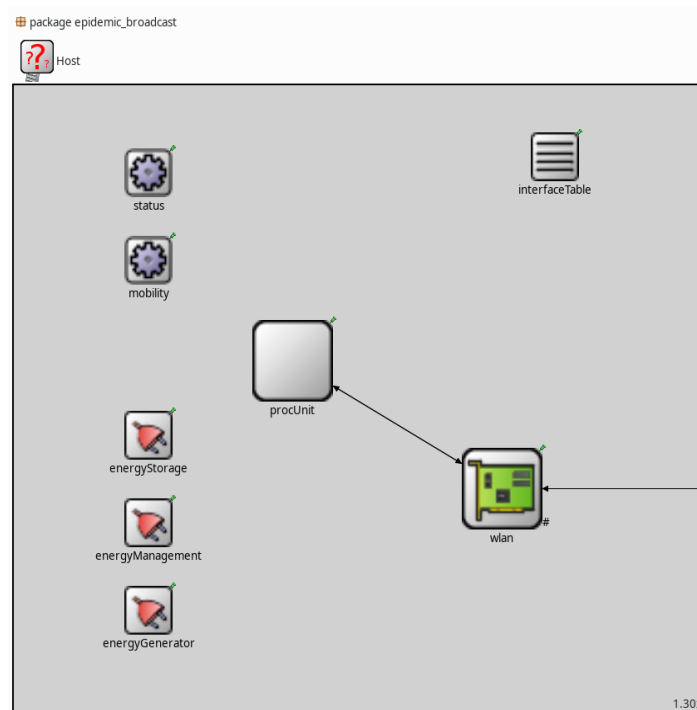 package epidemic_broadcast
???
Host
interfaceTable
status
mobility
procUnit
energyStorage
#
wlan
energyManagement
energyGenerator
1.30